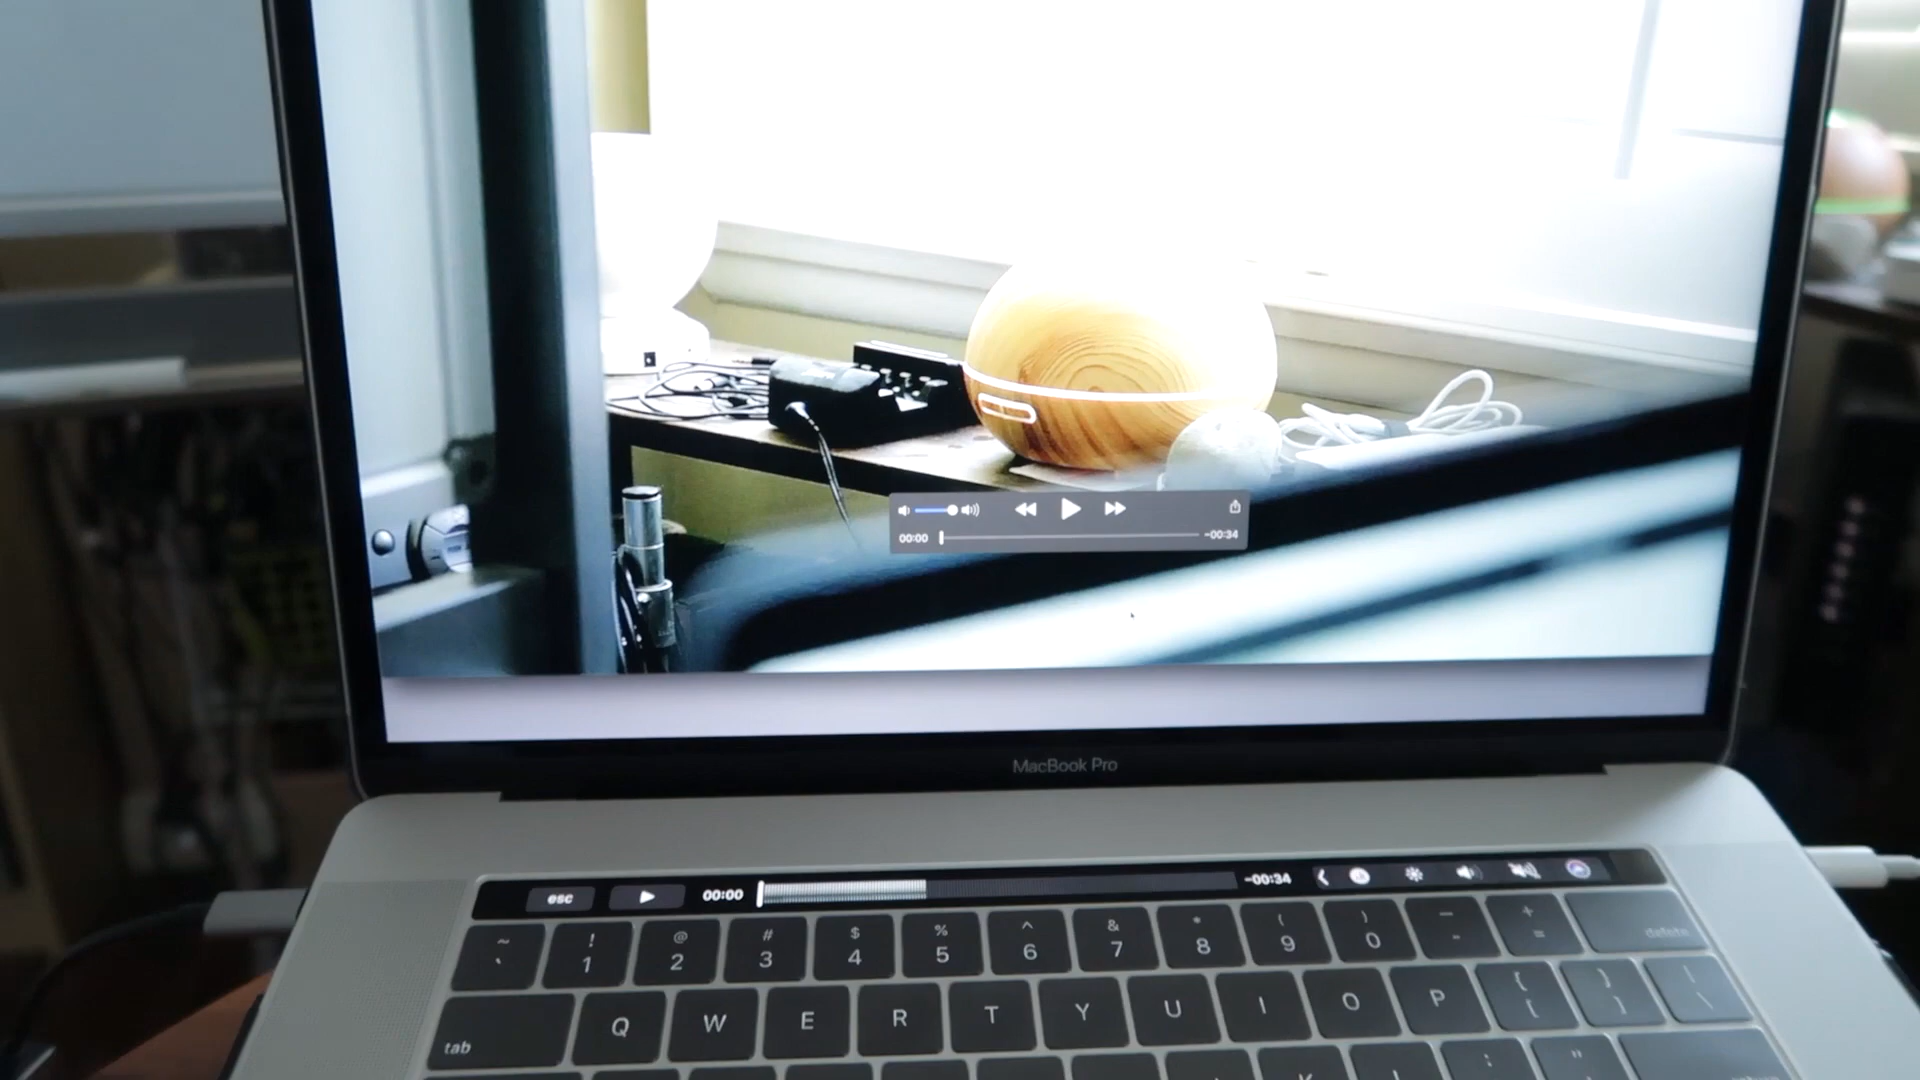 00:00
-00:34
MacBook Pro
esc 00:00 -00:34
~ ! @ # $ % ^ & * ( ) _ +
` 1 2 3 4 5 6 7 8 9 0 - = delete
tab Q W E R T Y U I O P { [ } ] | \
: "